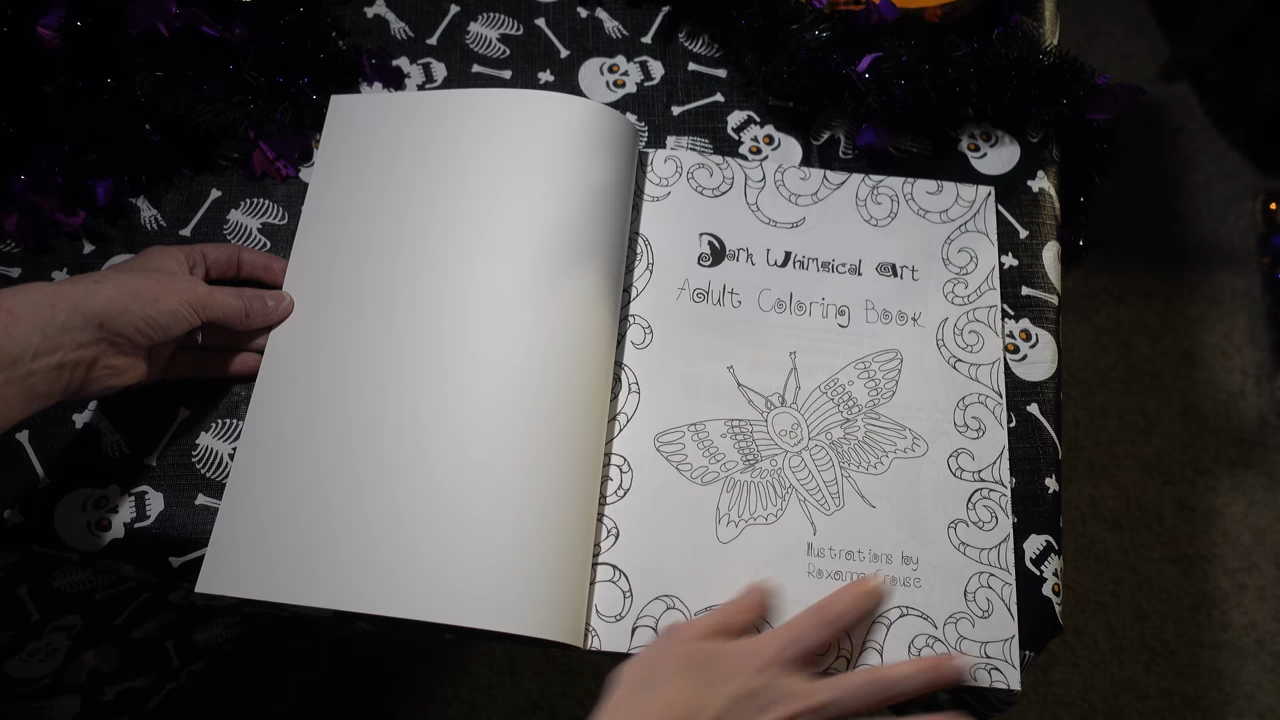 Dark Whimsical art
Adult Coloring Book
Illustrations by
Roxanne Crouse